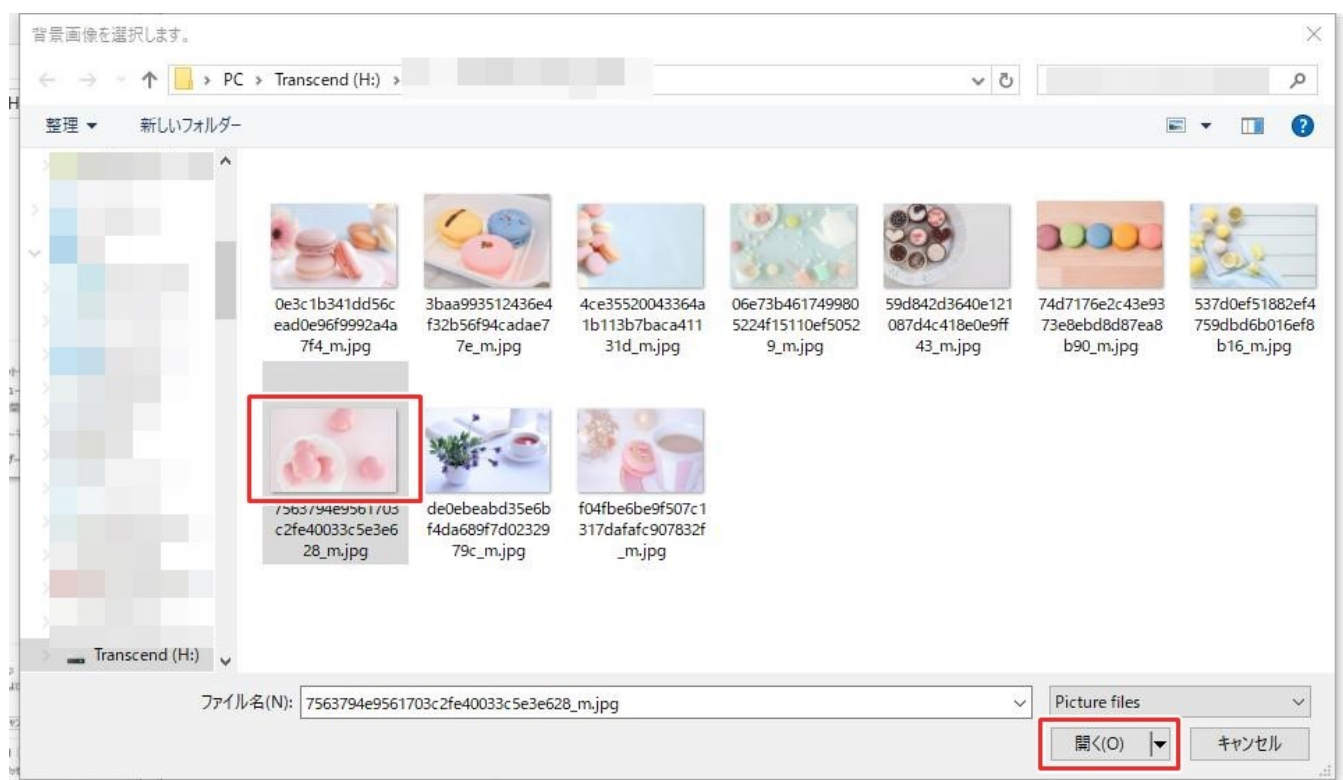 背景画像を選択します。
PC > Transcend (H:) >
整理 新しいフォルダー
0e3c1b341dd56c
ead0e96f9992a4a
7f4_m.jpg
3baa993512436e4
f32b56f94cadae7
7e_m.jpg
4ce35520043364a
1b113b7baca411
31d_m.jpg
06e73b461749980
5224f15110ef5052
9_m.jpg
59d842d3640e121
087d4c418e0e9ff
43_m.jpg
74d7176e2c43e93
73e8ebd8d87ea8
b90_m.jpg
537d0ef51882ef4
759dbd6b016ef8
b16_m.jpg
7563794e9561703
c2fe40033c5e3e6
28_m.jpg
de0ebeabd35e6b
f4da689f7d02329
79c_m.jpg
f04fbe6be9f507c1
317dafafc907832f
_m.jpg
Transcend (H:)
ファイル名(N): 7563794e9561703c2fe40033c5e3e628_m.jpg Picture files
開く(O) キャンセル